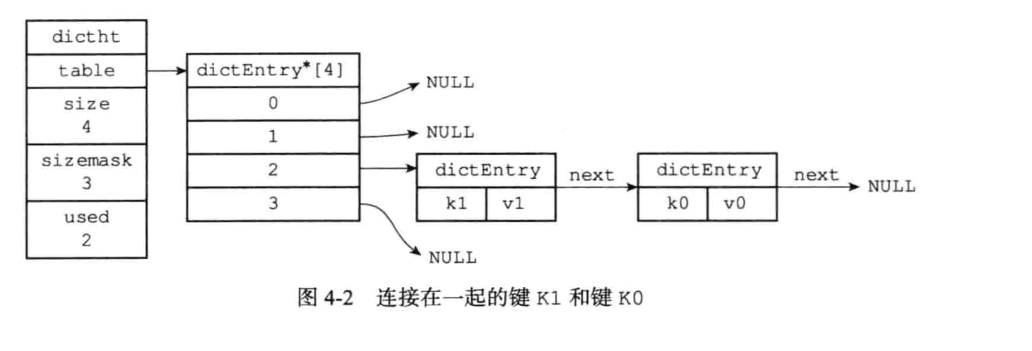 dictht
table
size
4
sizemask
3
used
2
dictEntry*[4]
0
1
2
3
NULL
NULL
dictEntry
k1 v1
next
dictEntry
k0 v0
next
NULL
NULL
图 4-2 连接在一起的键 K1 和键 K0